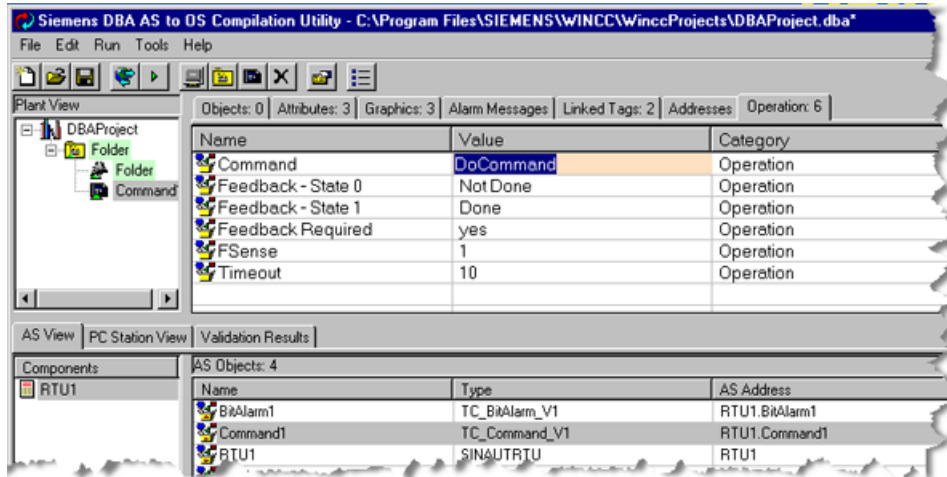 Siemens DBA AS to OS Compilation Utility - C:\Program Files\SIEMENS\WINCC\WinccProjects\DBAProject.dba*
File Edit Run Tools Help
Plant View
Objects: 0 Attributes: 3 Graphics: 3 Alarm Messages Linked Tags: 2 Addresses Operation: 6
DBAProject
Folder
Folder
Command
Name Value Category
Command DoCommand Operation
Feedback - State 0 Not Done Operation
Feedback - State 1 Done Operation
Feedback Required yes Operation
FSense 1 Operation
Timeout 10 Operation
AS View PC Station View Validation Results
Components
RTU1
AS Objects: 4
Name Type AS Address
BitAlarm1 TC_BitAlarm_V1 RTU1.BitAlarm1
Command1 TC_Command_V1 RTU1.Command1
RTU1 SINAUTRTU RTU1